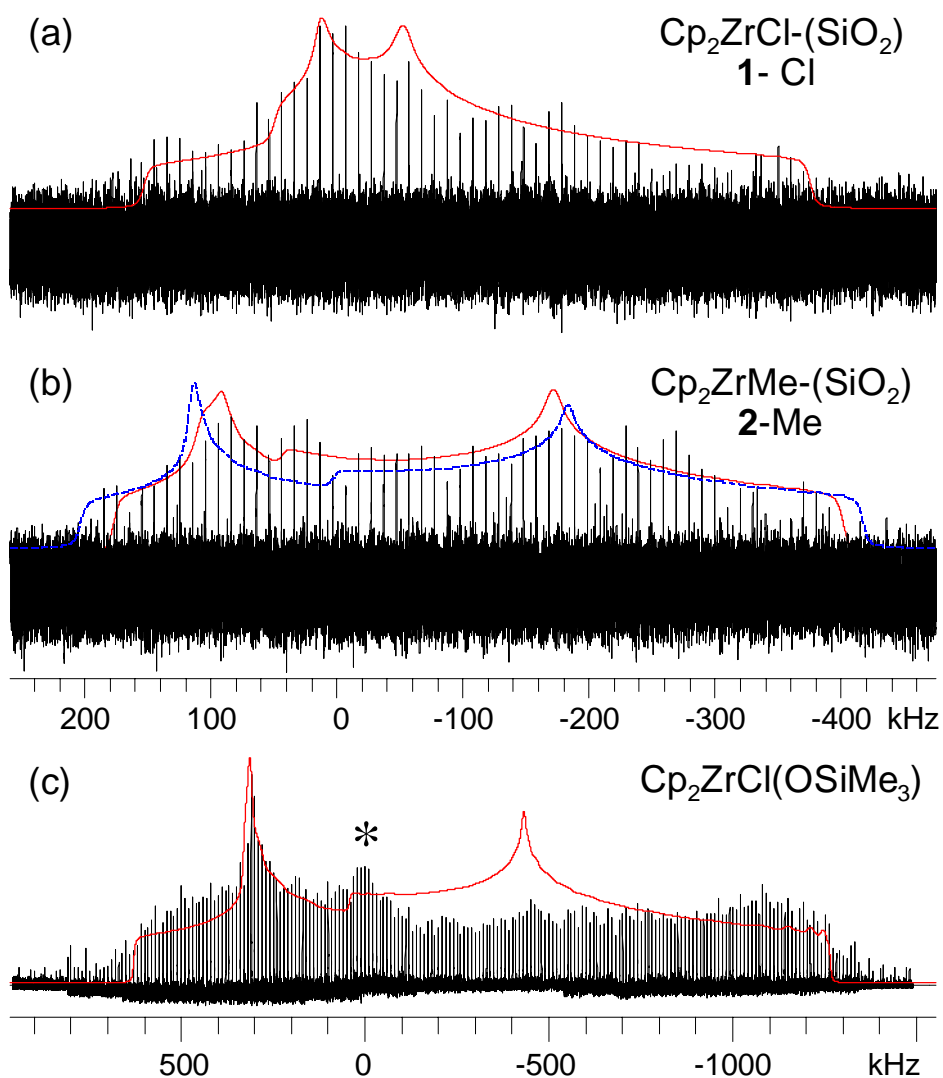 (a)
Cp₂ZrCl-(SiO₂)
1- Cl
(b)
Cp₂ZrMe-(SiO₂)
2-Me
200 100 0 -100 -200 -300 -400 kHz
(c)
Cp₂ZrCl(OSiMe₃)
*
500 0 -500 -1000 kHz